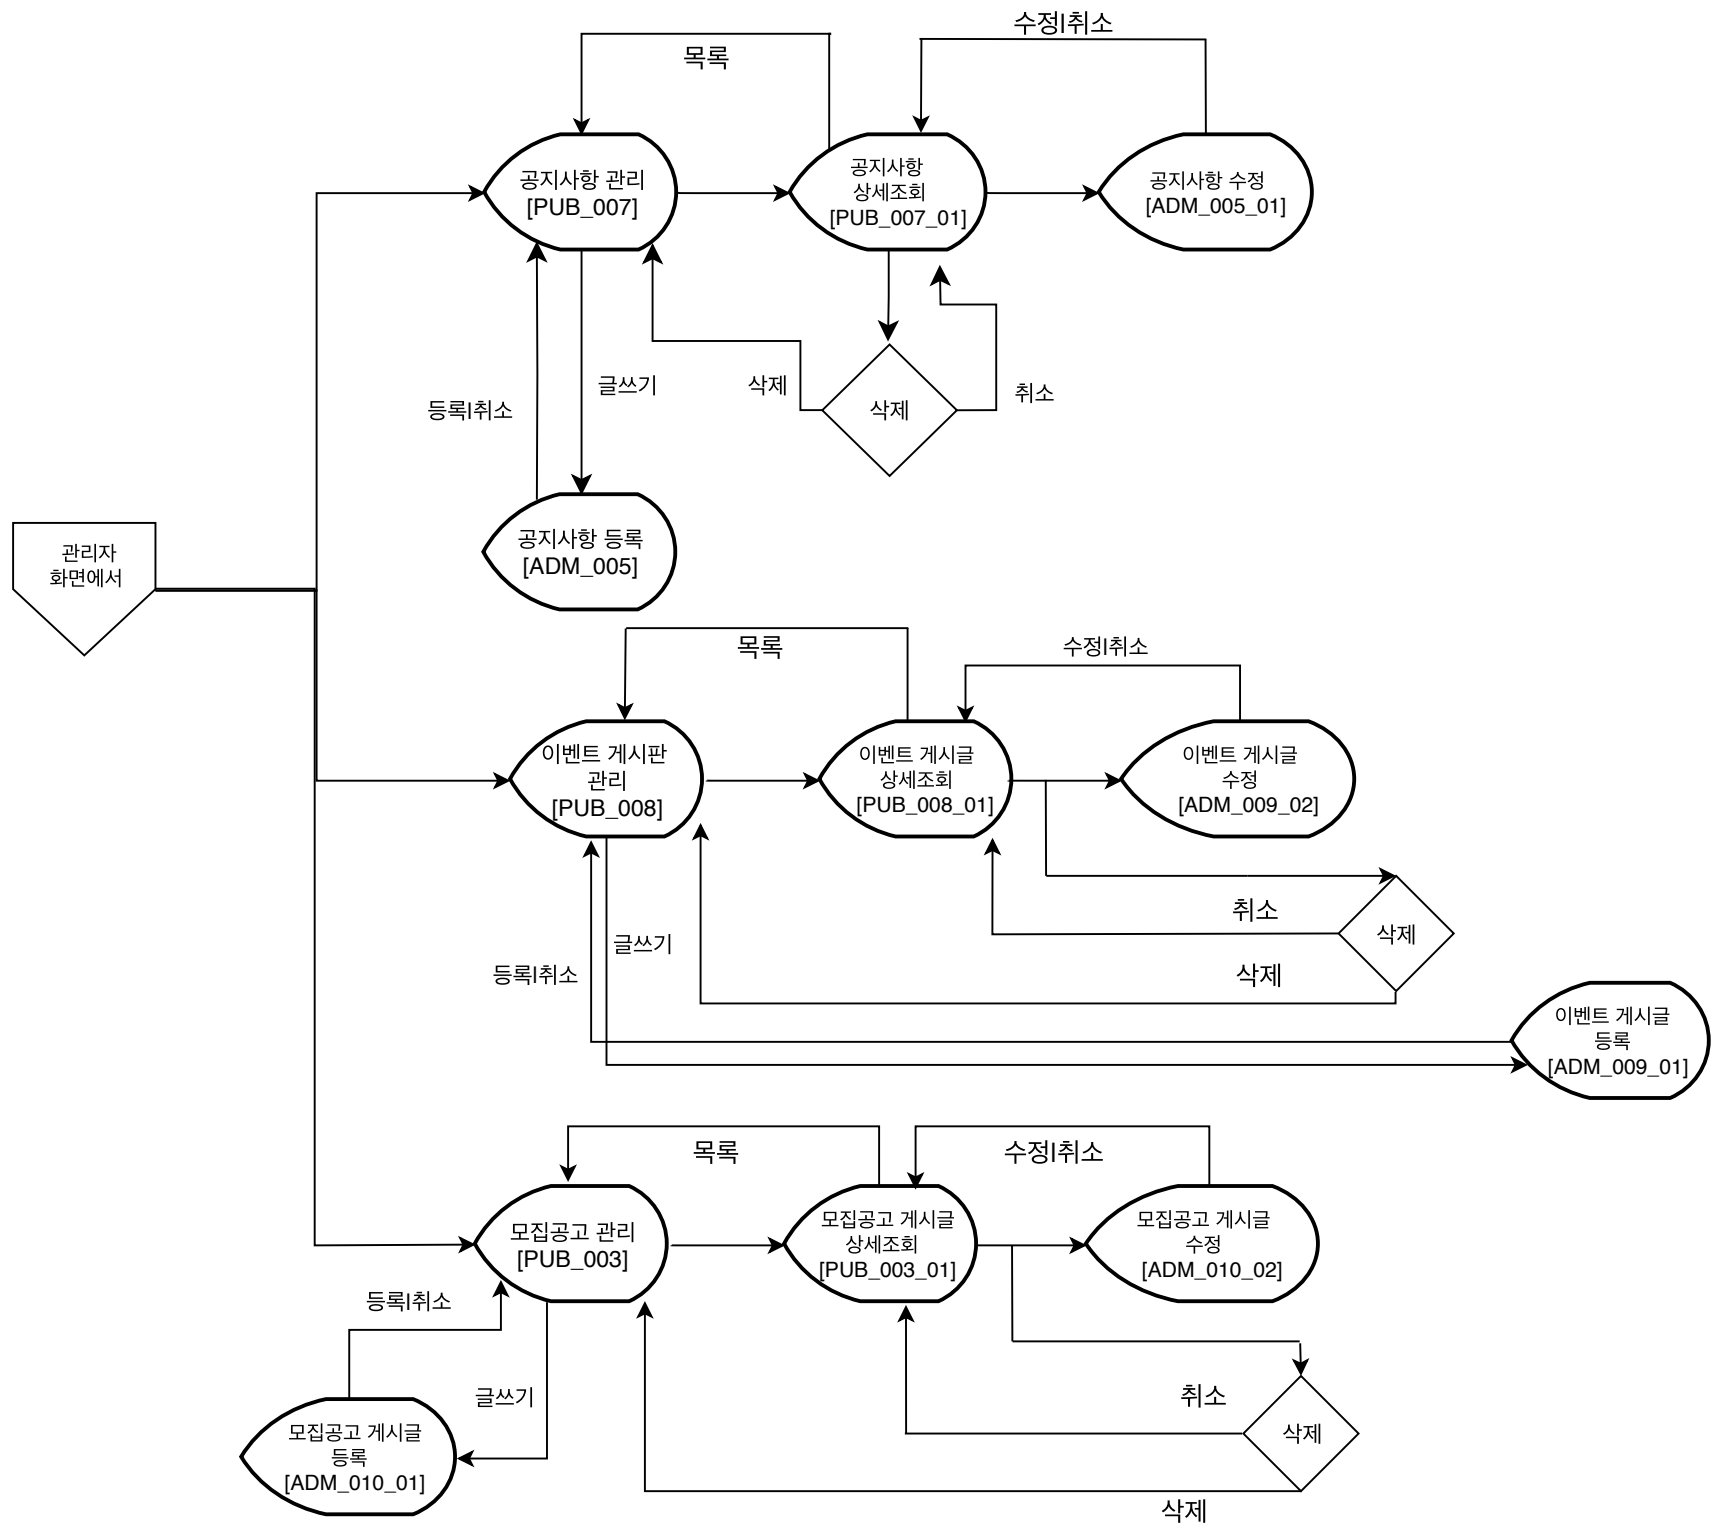 수정|취소
목록
공지사항 관리
[PUB_007]
공지사항
상세조회
[PUB_007_01]
공지사항 수정
[ADM_005_01]
등록|취소
글쓰기
삭제
삭제
취소
관리자
화면에서
공지사항 등록
[ADM_005]
목록
수정|취소
이벤트 게시판
관리
[PUB_008]
이벤트 게시글
상세조회
[PUB_008_01]
이벤트 게시글
수정
[ADM_009_02]
취소
삭제
글쓰기
등록|취소
삭제
이벤트 게시글
등록
[ADM_009_01]
목록
수정|취소
모집공고 관리
[PUB_003]
모집공고 게시글
상세조회
[PUB_003_01]
모집공고 게시글
수정
[ADM_010_02]
등록|취소
글쓰기
취소
삭제
모집공고 게시글
등록
[ADM_010_01]
삭제